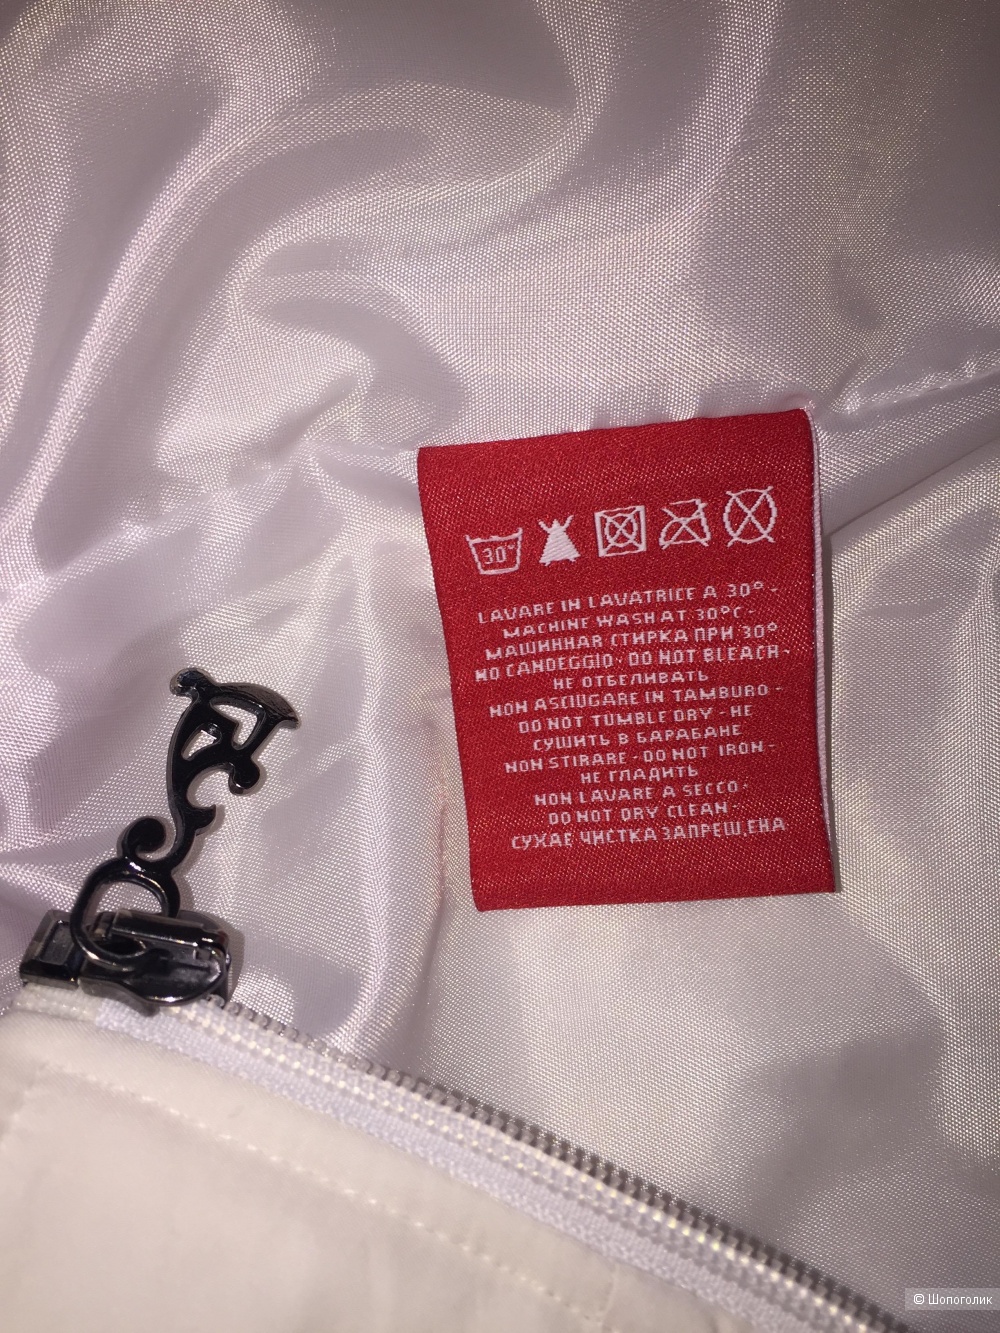 30°
LAVARE IN LAVATRICE A 30° -
MACHINE WASH AT 30°C -
МАШИННАЯ СТИРКА ПРИ 30°
NO CANDEGGIO - DO NOT BLEACH -
НЕ ОТБЕЛИВАТЬ
NON ASCIUGARE IN TAMBURO -
DO NOT TUMBLE DRY - НЕ
СУШИТЬ В БАРАБАНЕ
NON STIRARE - DO NOT IRON -
НЕ ГЛАДИТЬ
NON LAVARE A SECCO -
DO NOT DRY CLEAN -
СУХАЕ ЧИСТКА ЗАПРЕЩЕНА
© Шопоголик